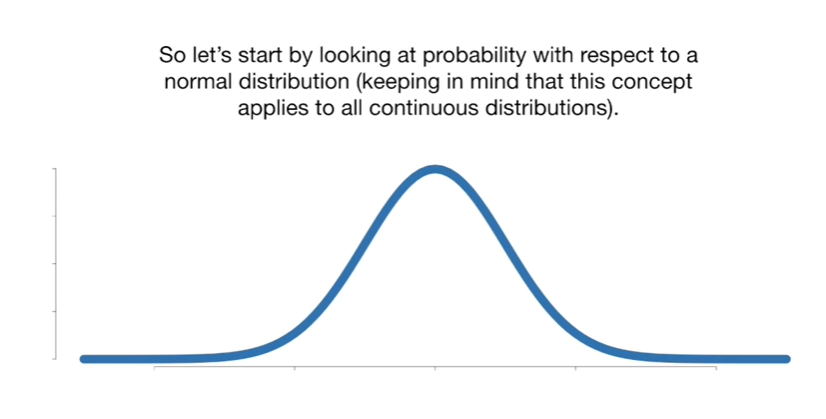 So let’s start by looking at probability with respect to a
normal distribution (keeping in mind that this concept
applies to all continuous distributions).